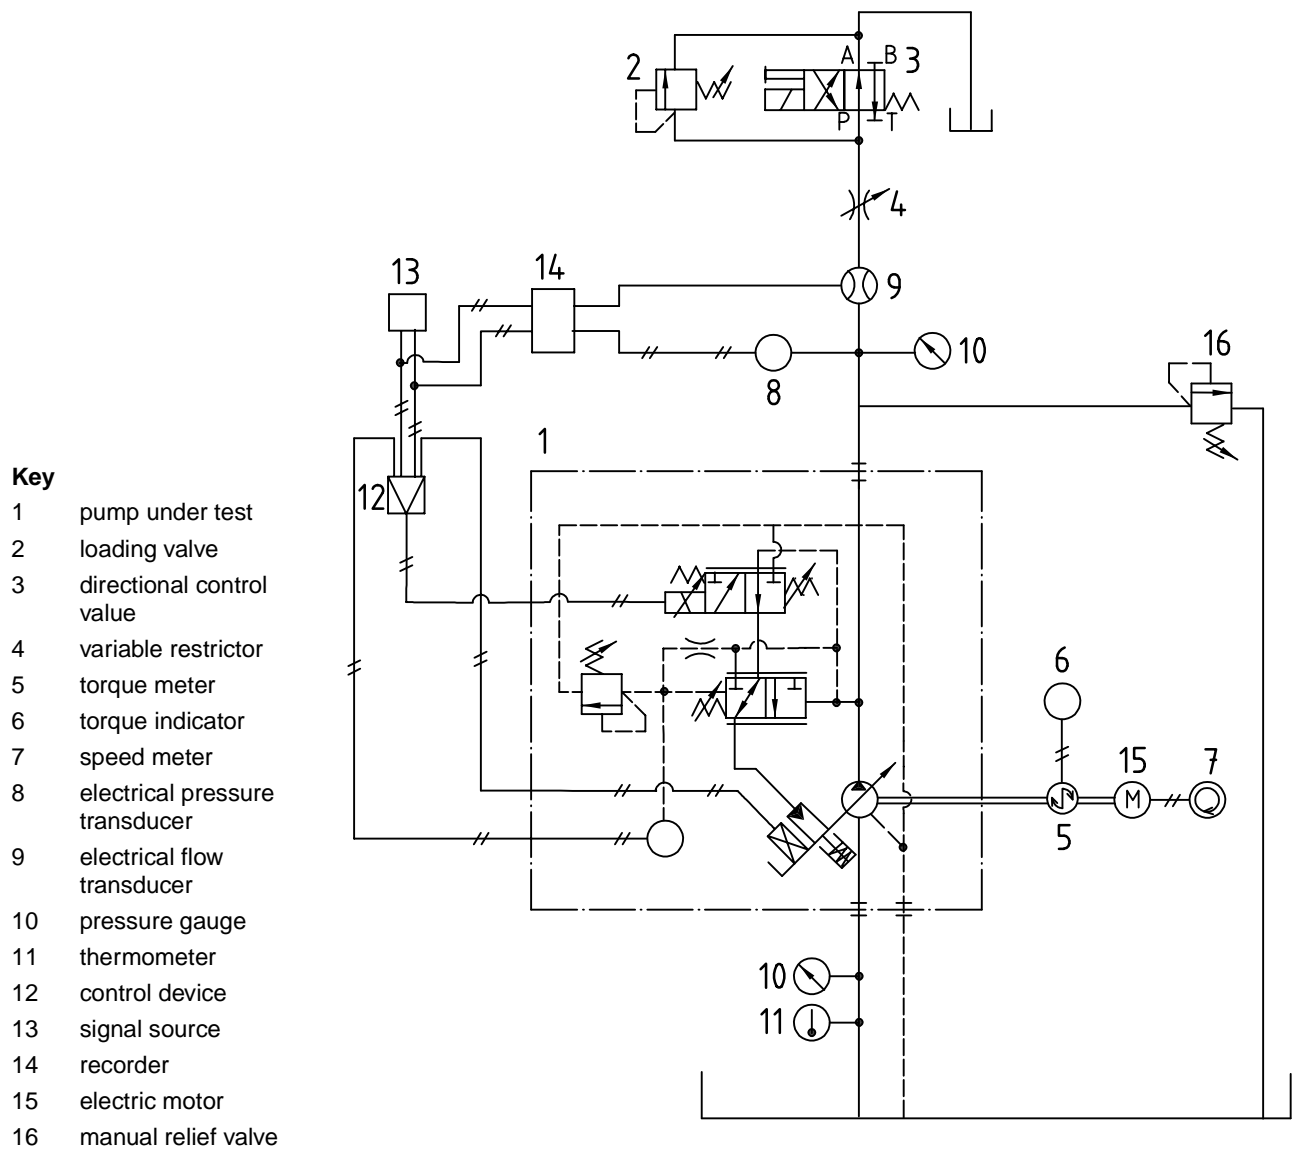 2
A
B
3
P
T
4
13
14
9
10
16
8
1
12
6
15
7
M
5
10
11
Key
1 pump under test
2 loading valve
3 directional control
value
4 variable restrictor
5 torque meter
6 torque indicator
7 speed meter
8 electrical pressure
transducer
9 electrical flow
transducer
10 pressure gauge
11 thermometer
12 control device
13 signal source
14 recorder
15 electric motor
16 manual relief valve